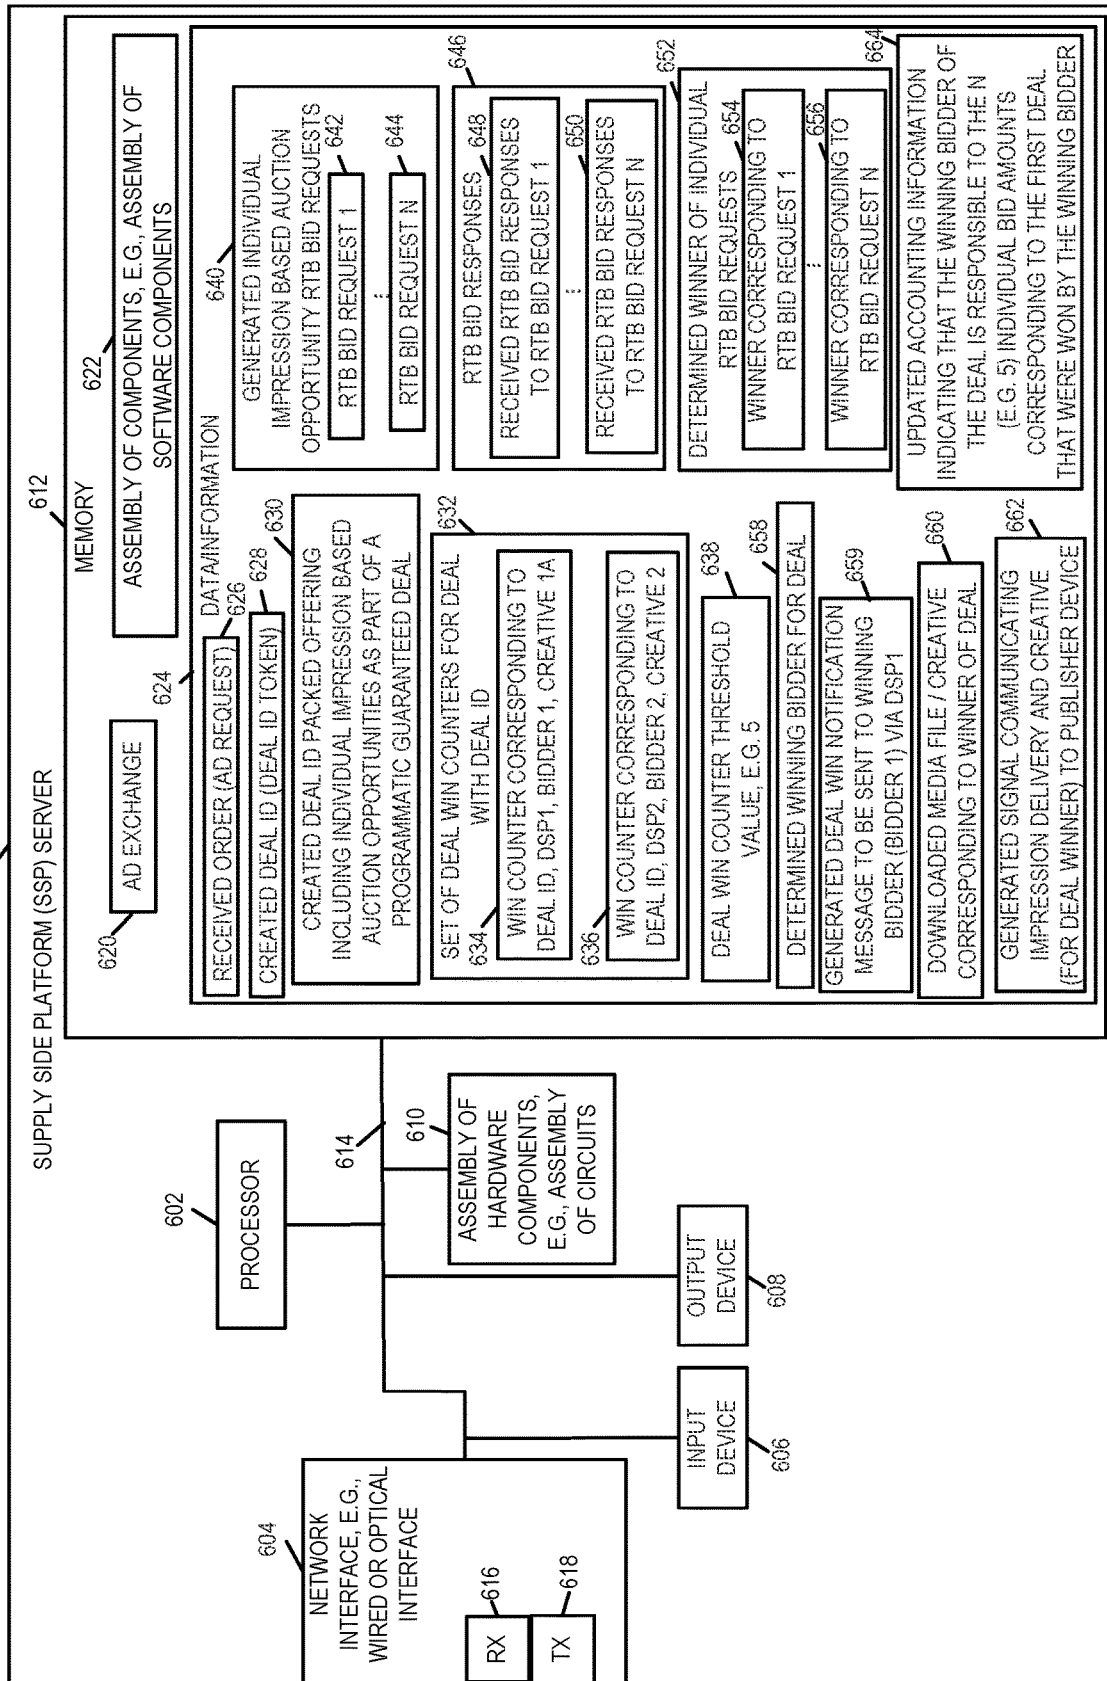 SUPPLY SIDE PLATFORM (SSP) SERVER
604
NETWORK
INTERFACE, E.G.,
WIRED OR OPTICAL
INTERFACE
RX
616
TX
618
602
PROCESSOR
614
610
ASSEMBLY OF
HARDWARE
COMPONENTS,
E.G., ASSEMBLY
OF CIRCUITS
INPUT
DEVICE
606
OUTPUT
DEVICE
608
612
MEMORY
620
AD EXCHANGE
622
ASSEMBLY OF COMPONENTS, E.G., ASSEMBLY OF
SOFTWARE COMPONENTS
624
DATA/INFORMATION
RECEIVED ORDER (AD REQUEST)
626
CREATED DEAL ID (DEAL ID TOKEN)
628
CREATED DEAL ID PACKED OFFERING
INCLUDING INDIVIDUAL IMPRESSION BASED
AUCTION OPPORTUNITIES AS PART OF A
PROGRAMMATIC GUARANTEED DEAL
630
SET OF DEAL WIN COUNTERS FOR DEAL
WITH DEAL ID
632
634
WIN COUNTER CORRESPONDING TO
DEAL ID, DSP1, BIDDER 1, CREATIVE 1A
636
WIN COUNTER CORRESPONDING TO
DEAL ID, DSP2, BIDDER 2, CREATIVE 2
DEAL WIN COUNTER THRESHOLD
VALUE, E.G. 5
638
DETERMINED WINNING BIDDER FOR DEAL
658
GENERATED DEAL WIN NOTIFICATION
MESSAGE TO BE SENT TO WINNING
BIDDER (BIDDER 1) VIA DSP1
659
DOWNLOADED MEDIA FILE / CREATIVE
CORRESPONDING TO WINNER OF DEAL
660
GENERATED SIGNAL COMMUNICATING
IMPRESSION DELIVERY AND CREATIVE
(FOR DEAL WINNER) TO PUBLISHER DEVICE
662
640
GENERATED INDIVIDUAL
IMPRESSION BASED AUCTION
OPPORTUNITY RTB BID REQUESTS
RTB BID REQUEST 1
642
...
RTB BID REQUEST N
644
646
RTB BID RESPONSES
648
RECEIVED RTB BID RESPONSES
TO RTB BID REQUEST 1
...
650
RECEIVED RTB BID RESPONSES
TO RTB BID REQUEST N
652
DETERMINED WINNER OF INDIVIDUAL
RTB BID REQUESTS
654
WINNER CORRESPONDING TO
RTB BID REQUEST 1
...
656
WINNER CORRESPONDING TO
RTB BID REQUEST N
664
UPDATED ACCOUNTING INFORMATION
INDICATING THAT THE WINNING BIDDER OF
THE DEAL IS RESPONSIBLE TO THE N
(E.G. 5) INDIVIDUAL BID AMOUNTS
CORRESPONDING TO THE FIRST DEAL
THAT WERE WON BY THE WINNING BIDDER